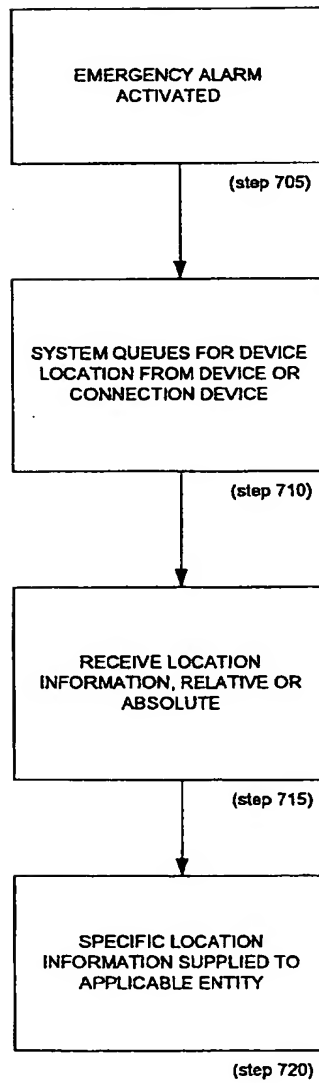 EMERGENCY ALARM
ACTIVATED
(step 705)
SYSTEM QUEUES FOR DEVICE
LOCATION FROM DEVICE OR
CONNECTION DEVICE
(step 710)
RECEIVE LOCATION
INFORMATION, RELATIVE OR
ABSOLUTE
(step 715)
SPECIFIC LOCATION
INFORMATION SUPPLIED TO
APPLICABLE ENTITY
(step 720)